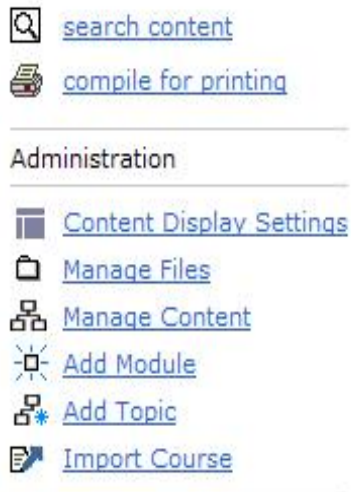 search content
compile for printing
Administration
Content Display Settings
Manage Files
Manage Content
Add Module
Add Topic
Import Course